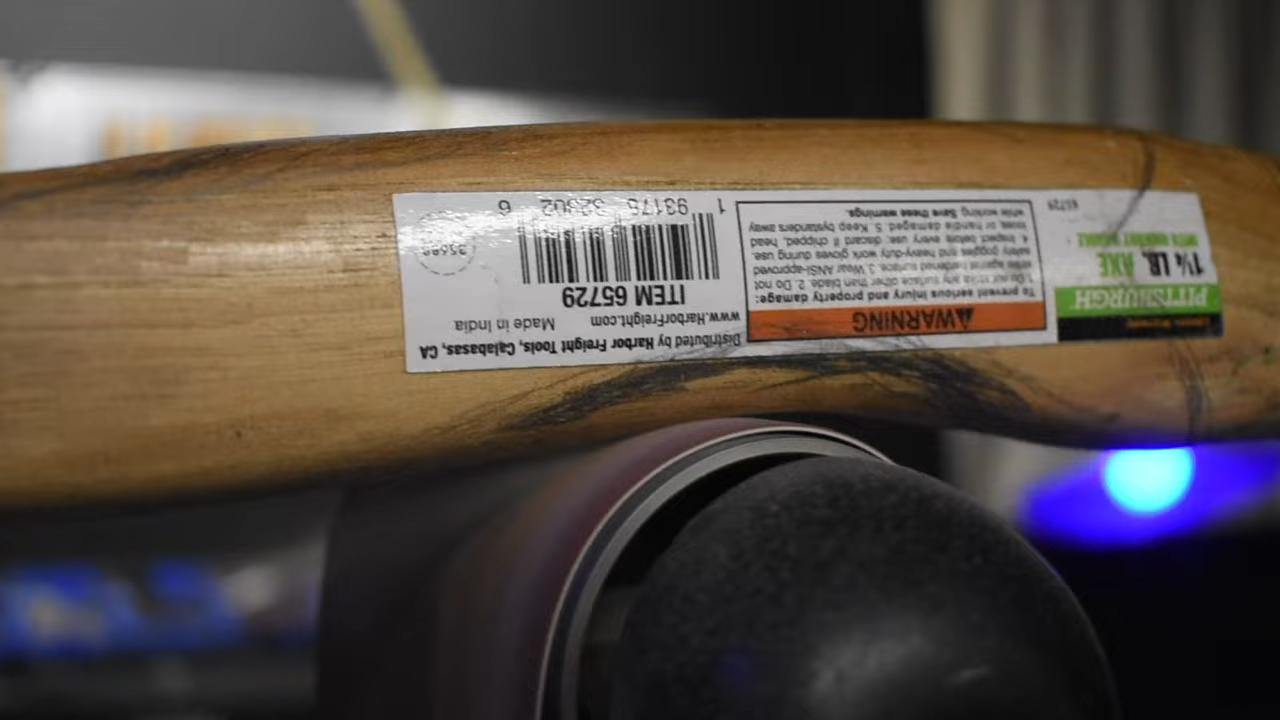 PITTSBURGH
1¼ LB. AXE
WITH HICKORY HANDLE
65729
⚠WARNING
To prevent serious injury and property damage:
1. Do not strike any surface other than blade. 2. Do not
strike against hardened surface. 3. Wear ANSI-approved
safety goggles and heavy-duty work gloves during use.
4. Inspect before every use; discard if chipped, head
loose, or handle damaged. 5. Keep bystanders away
while working. Save these warnings.
Distributed by Harbor Freight Tools, Calabasas, CA
www.HarborFreight.com Made in India
ITEM 65729
1 93175 32902 6